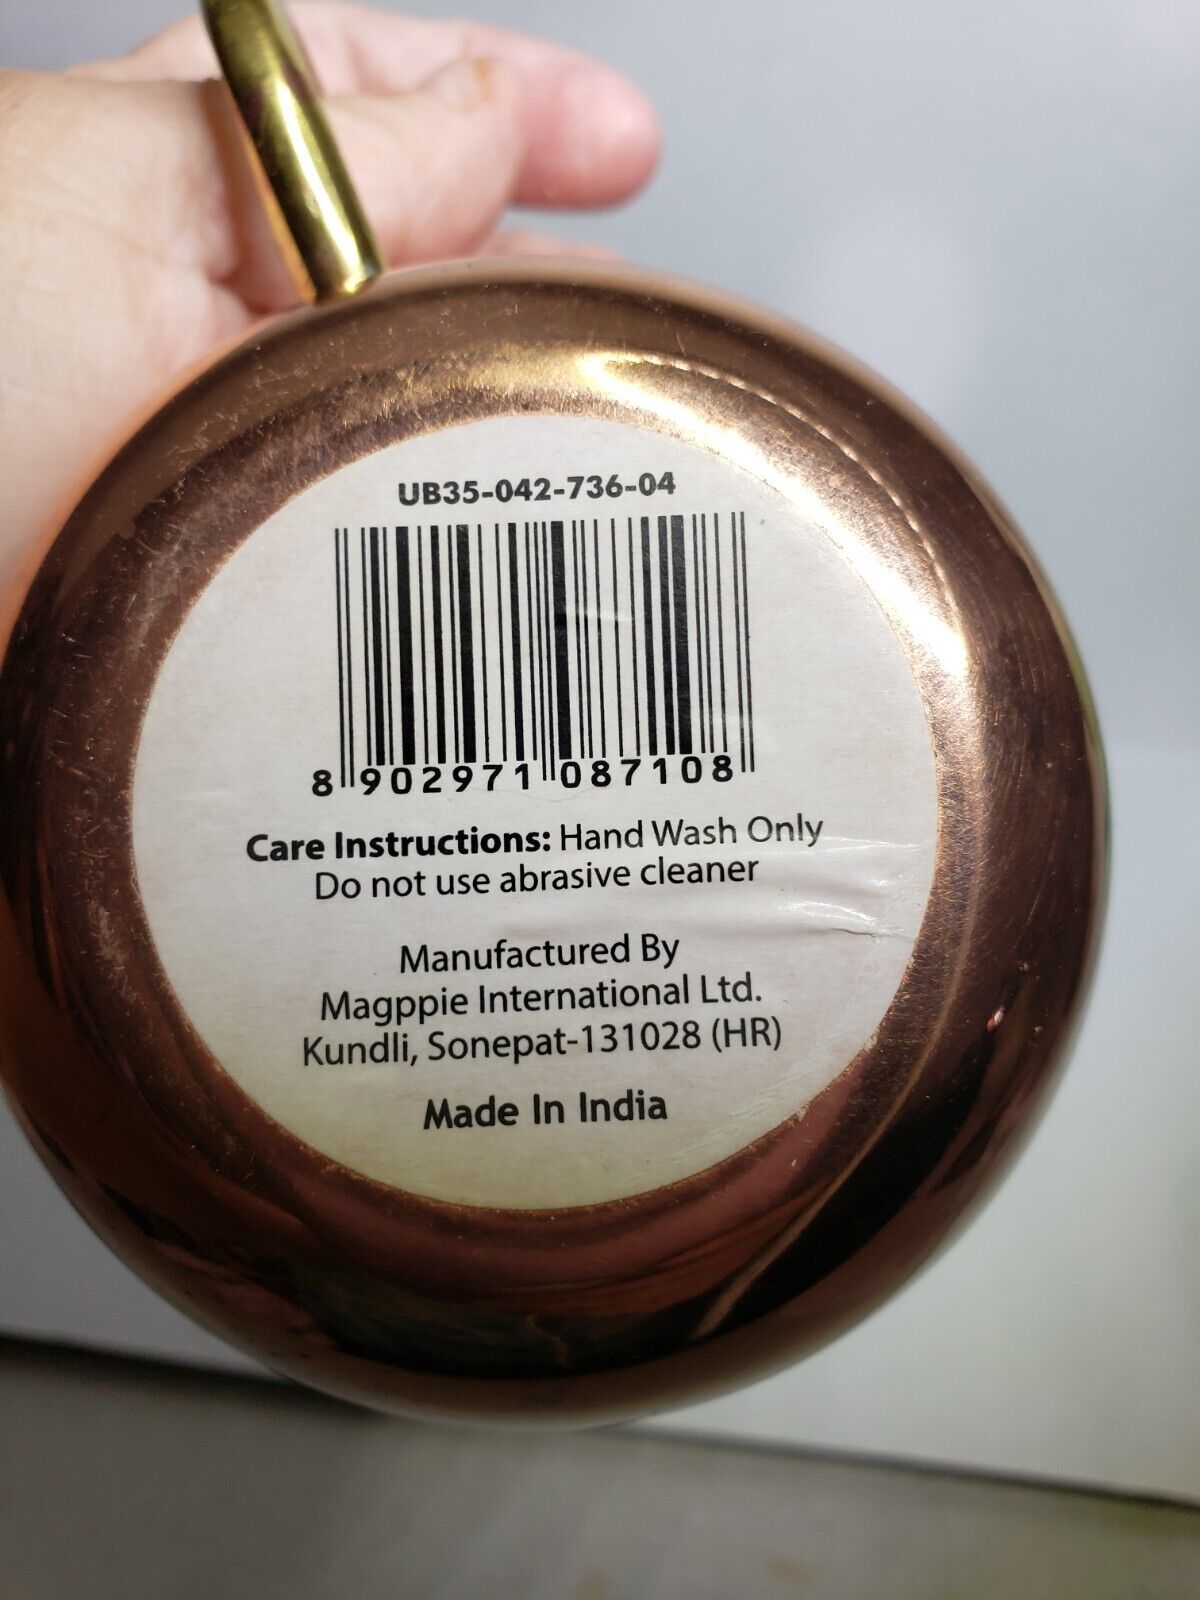 UB35-042-736-04
8 902971 087108
Care Instructions: Hand Wash Only
Do not use abrasive cleaner
Manufactured By
Magppie International Ltd.
Kundli, Sonepat-131028 (HR)
Made In India